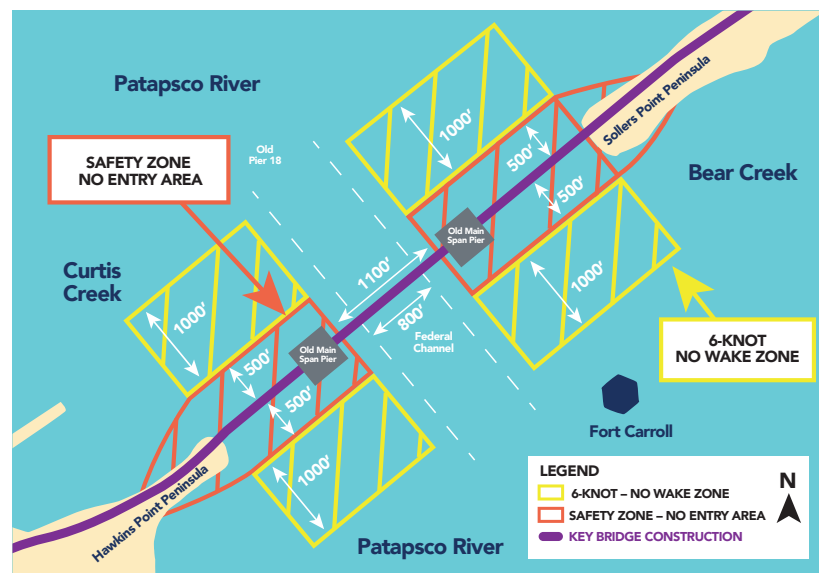 Patapsco River
Old
Pier 18
SAFETY ZONE
NO ENTRY AREA
1000'
500'
500'
Sollers Point Peninsula
Bear Creek
Old Main
Span Pier
1100'
800'
Federal
Channel
1000'
Curtis
Creek
1000'
Old Main
Span Pier
500'
500'
1000'
Hawkins Point Peninsula
6-KNOT
NO WAKE ZONE
Fort Carroll
Patapsco River
LEGEND
6-KNOT – NO WAKE ZONE
SAFETY ZONE – NO ENTRY AREA
KEY BRIDGE CONSTRUCTION
N